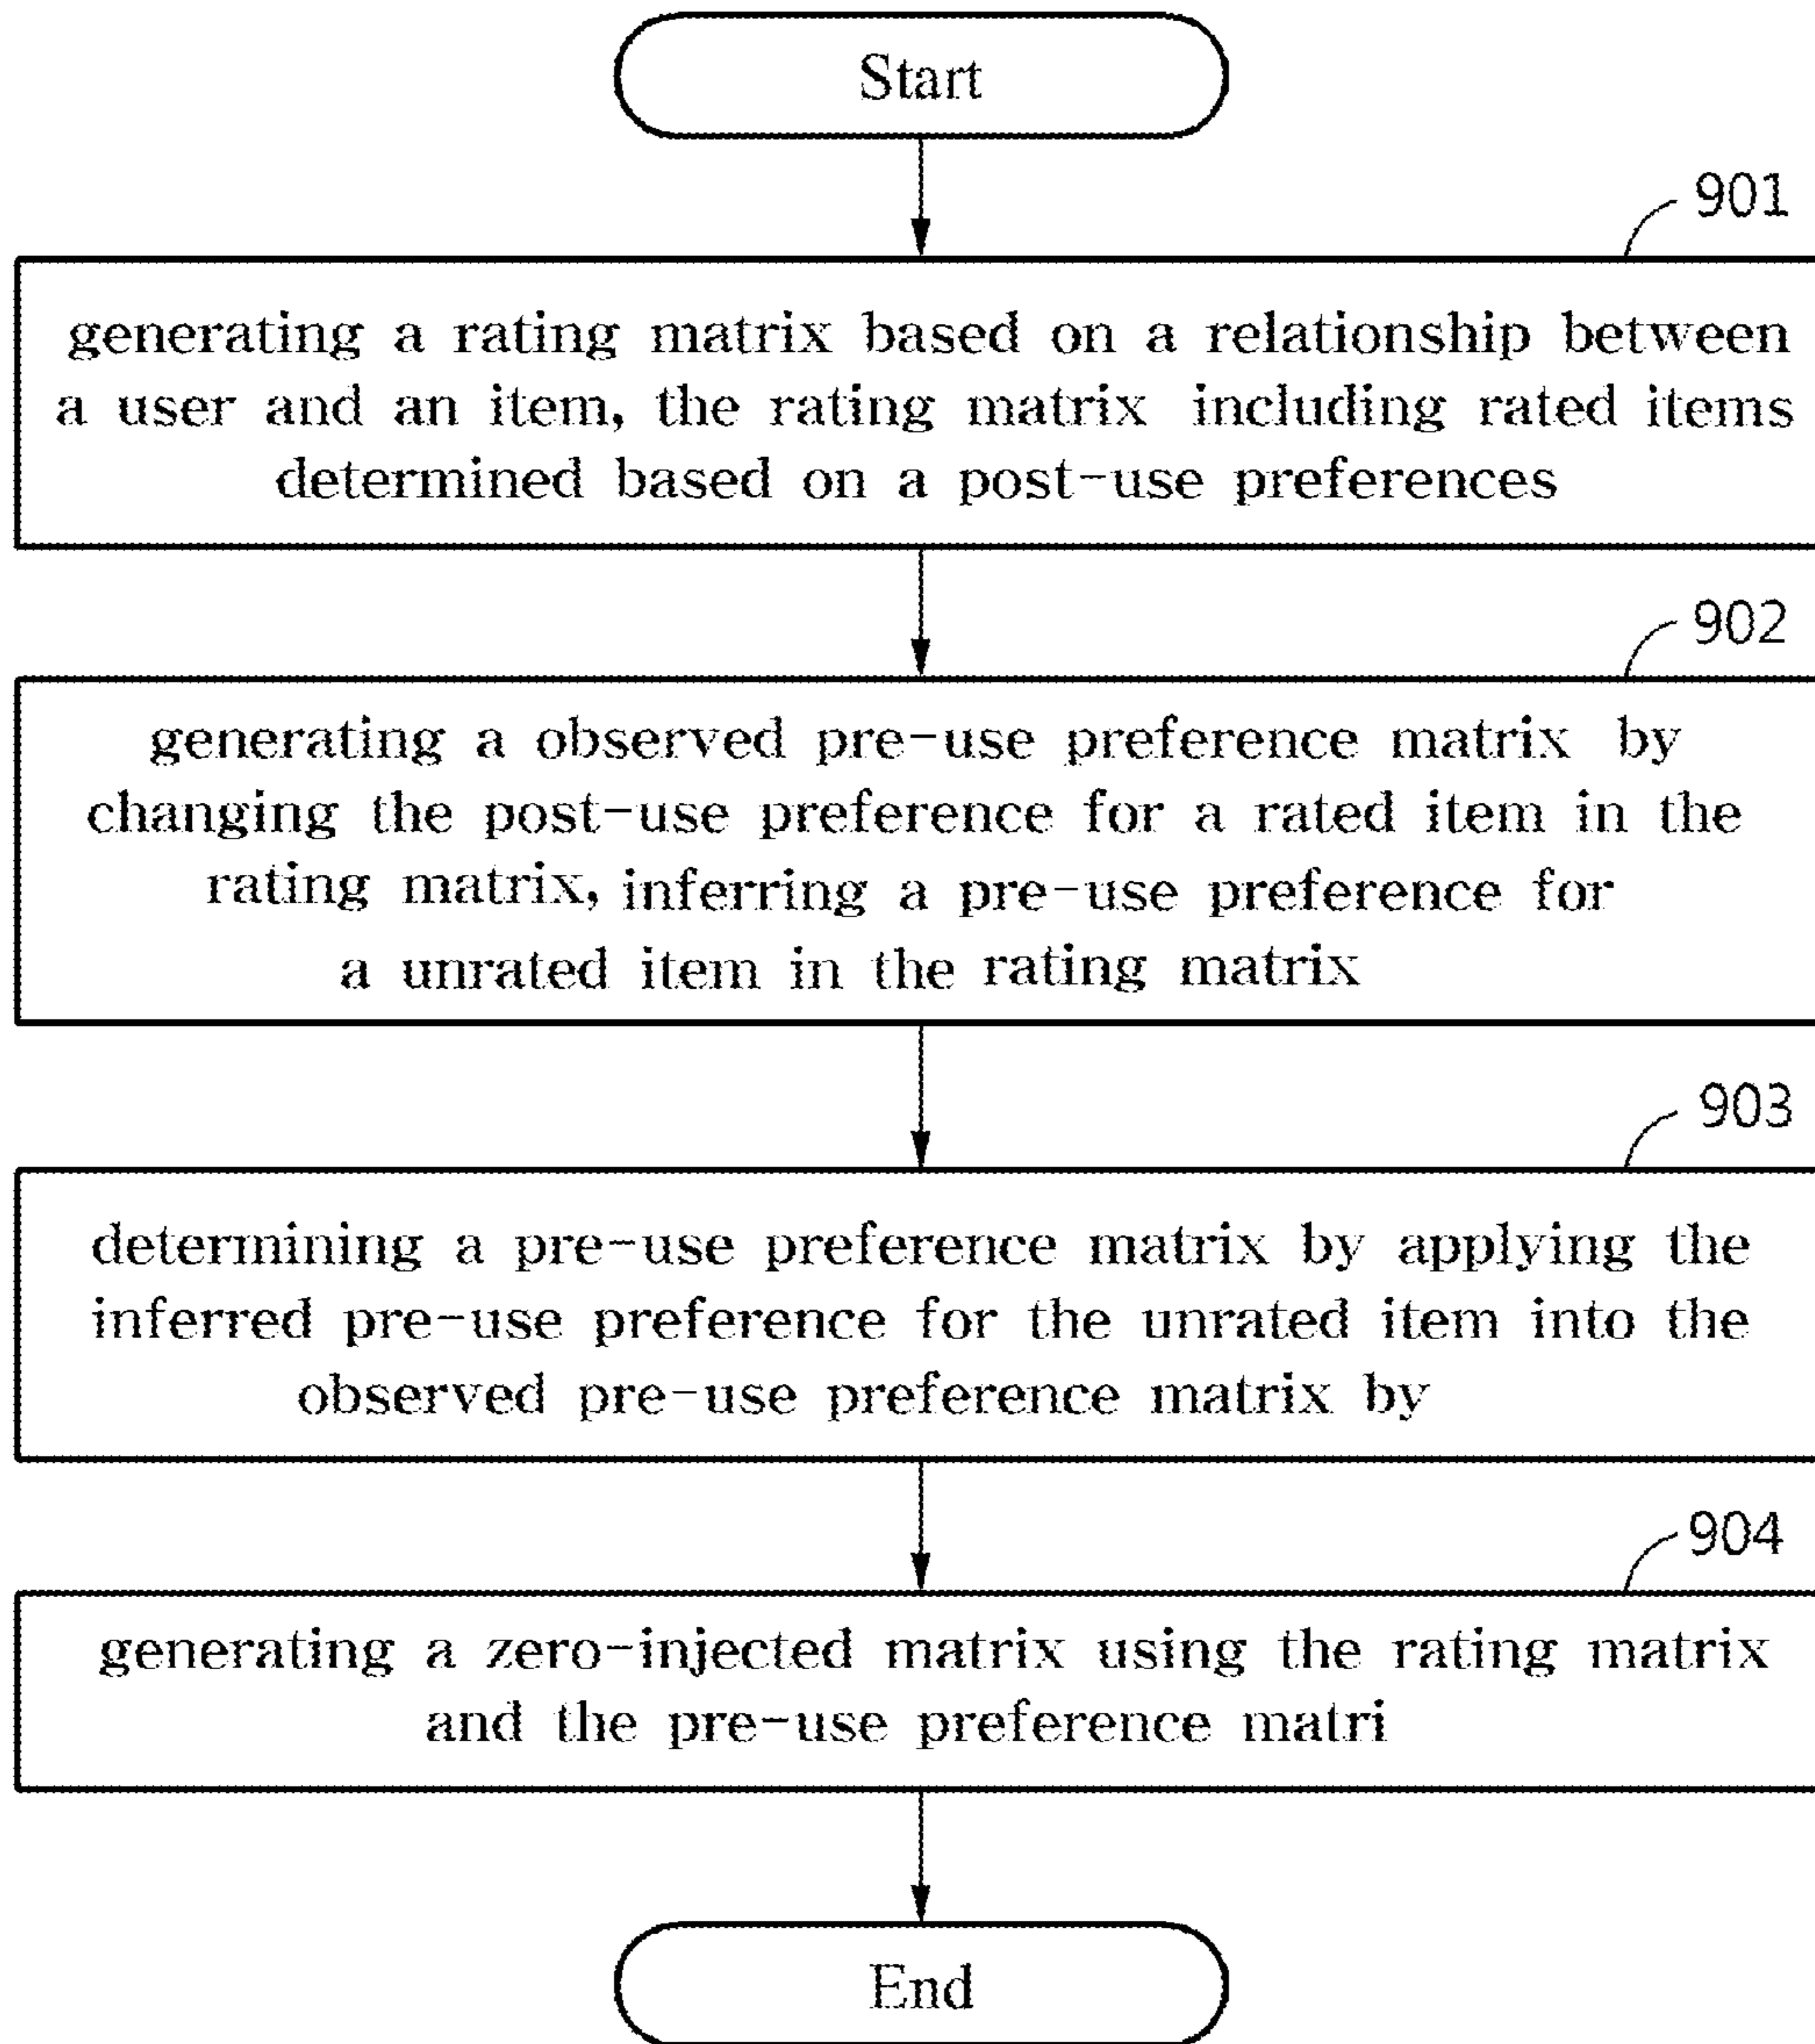 Start
901
generating a rating matrix based on a relationship between
a user and an item, the rating matrix including rated items
determined based on a post-use preferences
902
generating a observed pre-use preference matrix by
changing the post-use preference for a rated item in the
rating matrix, inferring a pre-use preference for
a unrated item in the rating matrix
903
determining a pre-use preference matrix by applying the
inferred pre-use preference for the unrated item into the
observed pre-use preference matrix by
904
generating a zero-injected matrix using the rating matrix
and the pre-use preference matri
End